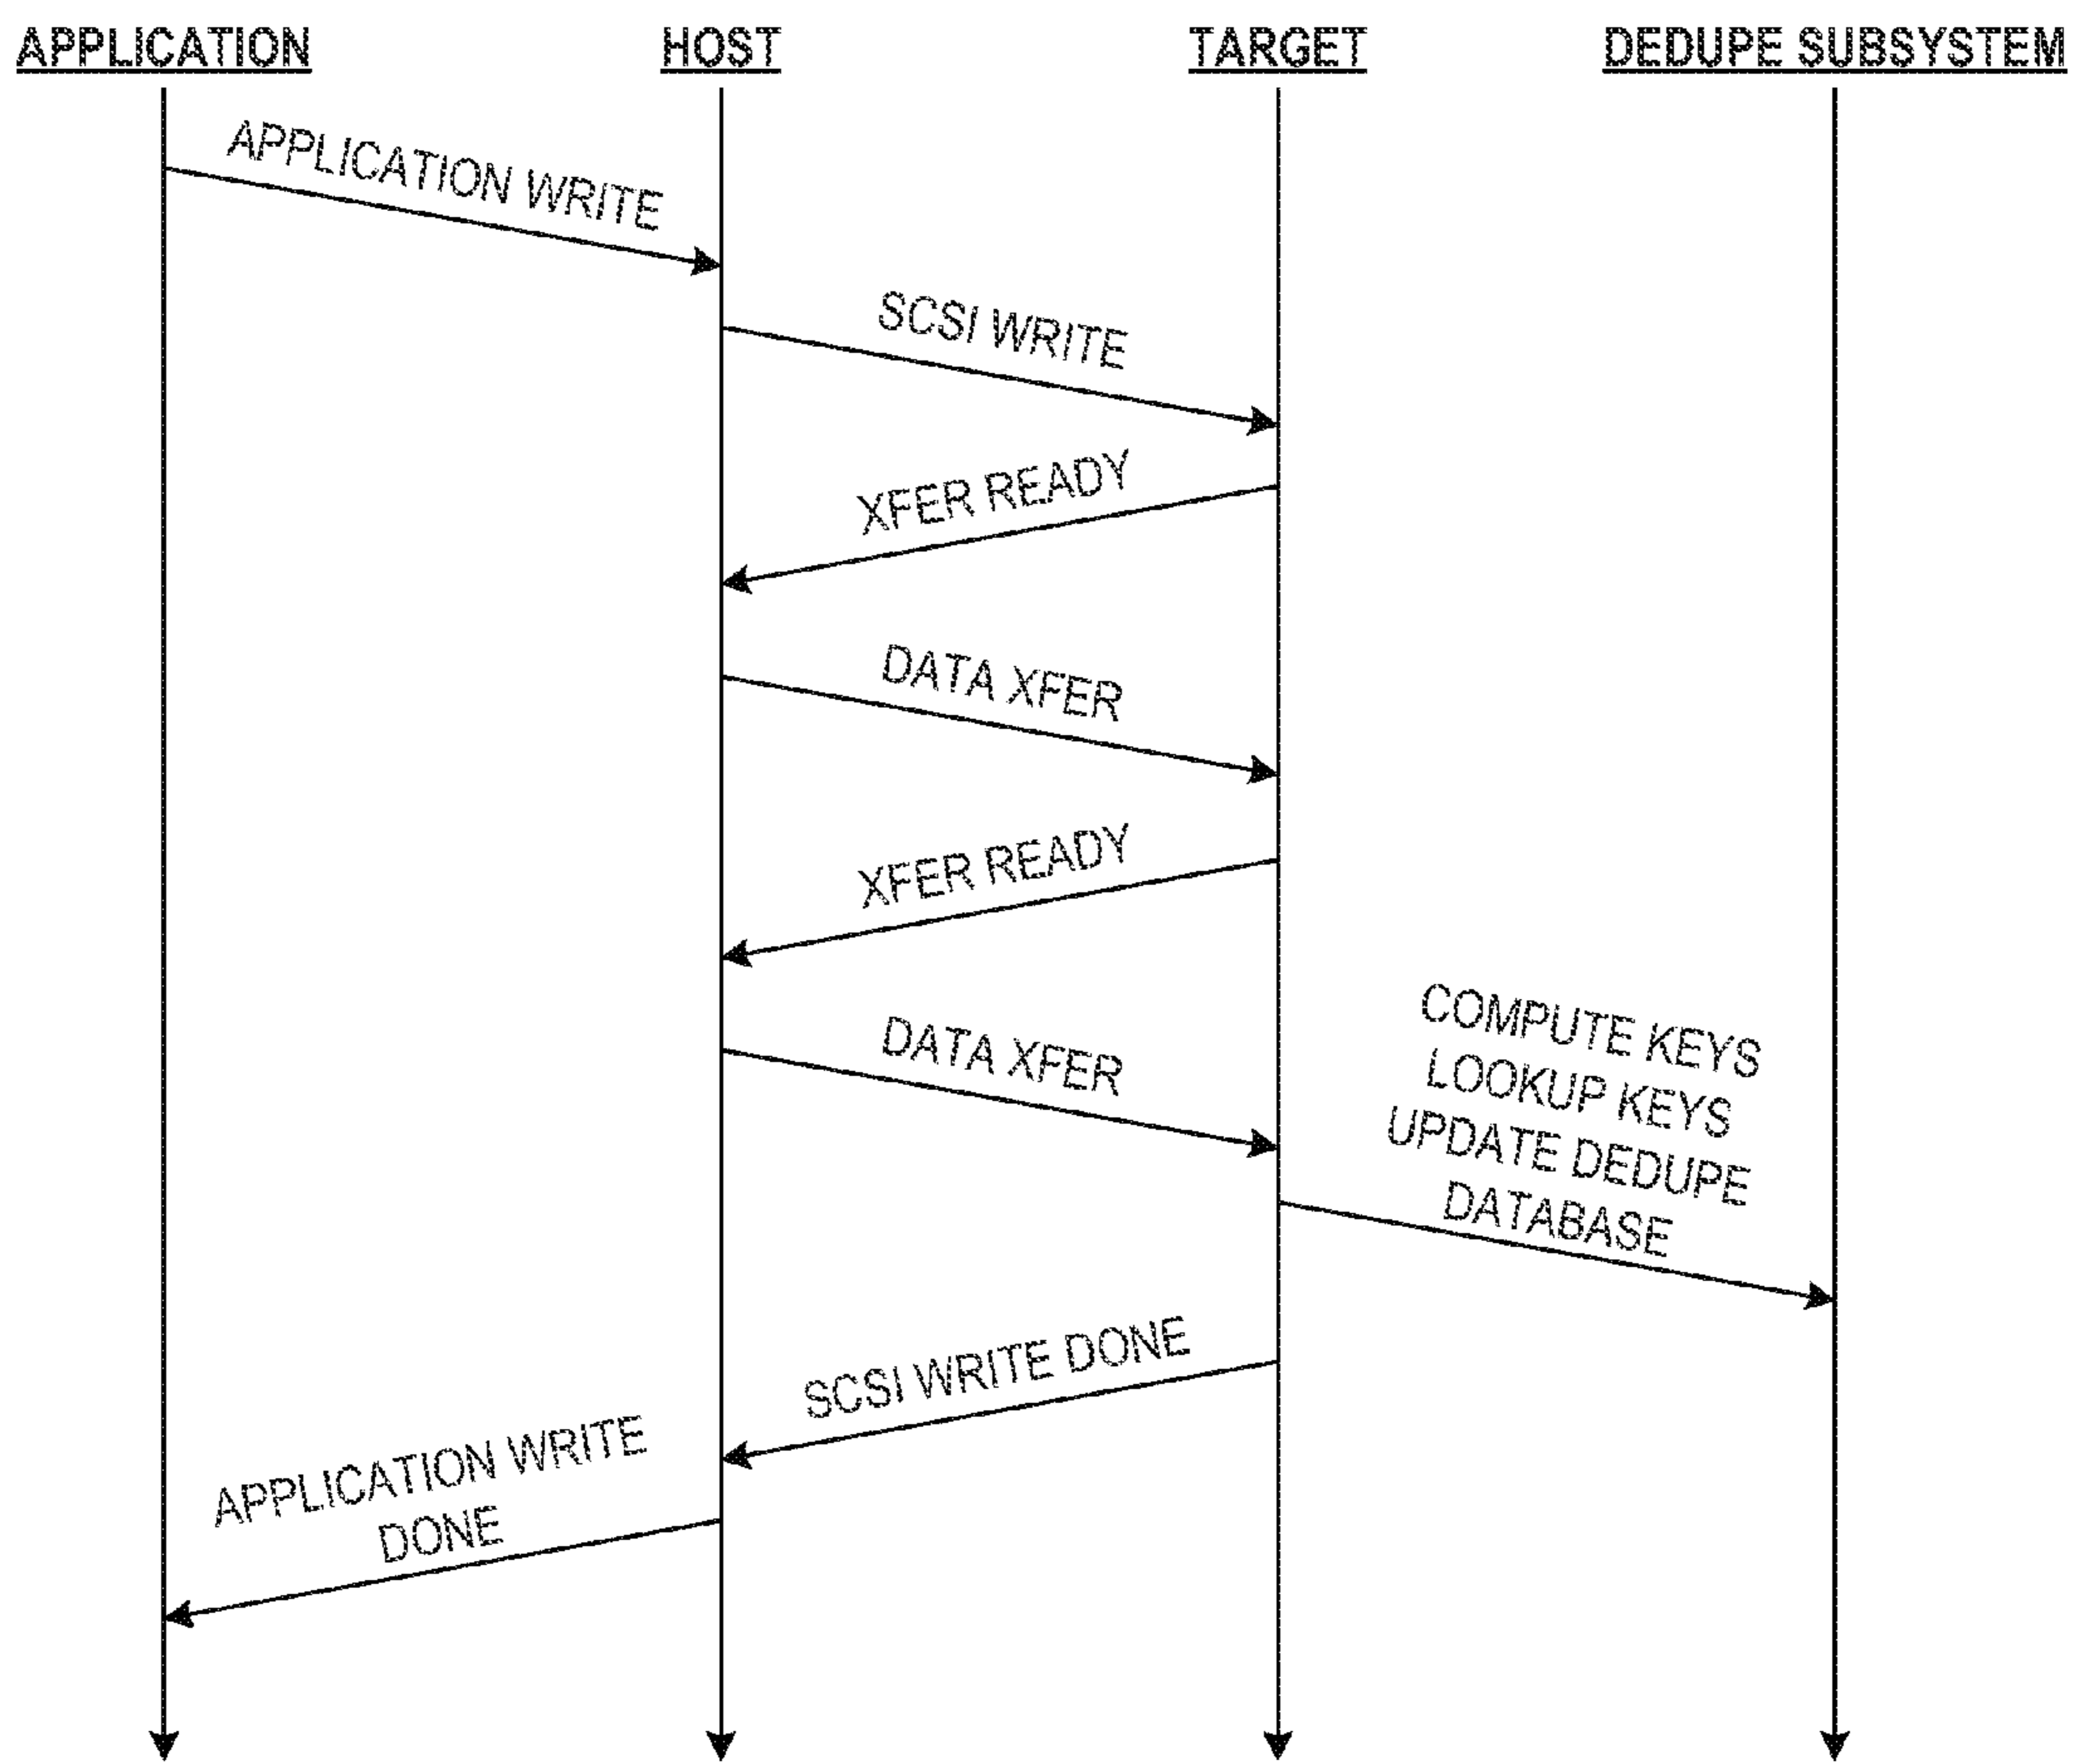 APPLICATION
HOST
TARGET
DEDUPE SUBSYSTEM
APPLICATION WRITE
SCSI WRITE
XFER READY
DATA XFER
XFER READY
DATA XFER
COMPUTE KEYS
LOOKUP KEYS
UPDATE DEDUPE
DATABASE
SCSI WRITE DONE
APPLICATION WRITE
DONE